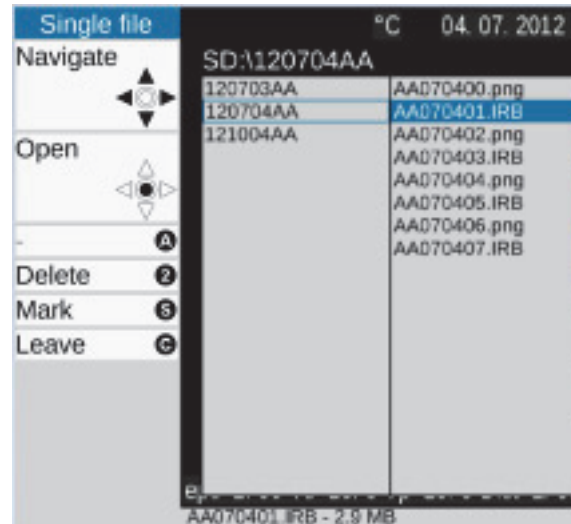 Single file
°C 04. 07. 2012
Navigate
SD:\120704AA
120703AA
120704AA
121004AA
AA070400.png
AA070401.IRB
AA070402.png
AA070403.IRB
AA070404.png
AA070405.IRB
AA070406.png
AA070407.IRB
Open
- A
Delete 2
Mark S
Leave C
AA070401.IRB - 2.9 MB